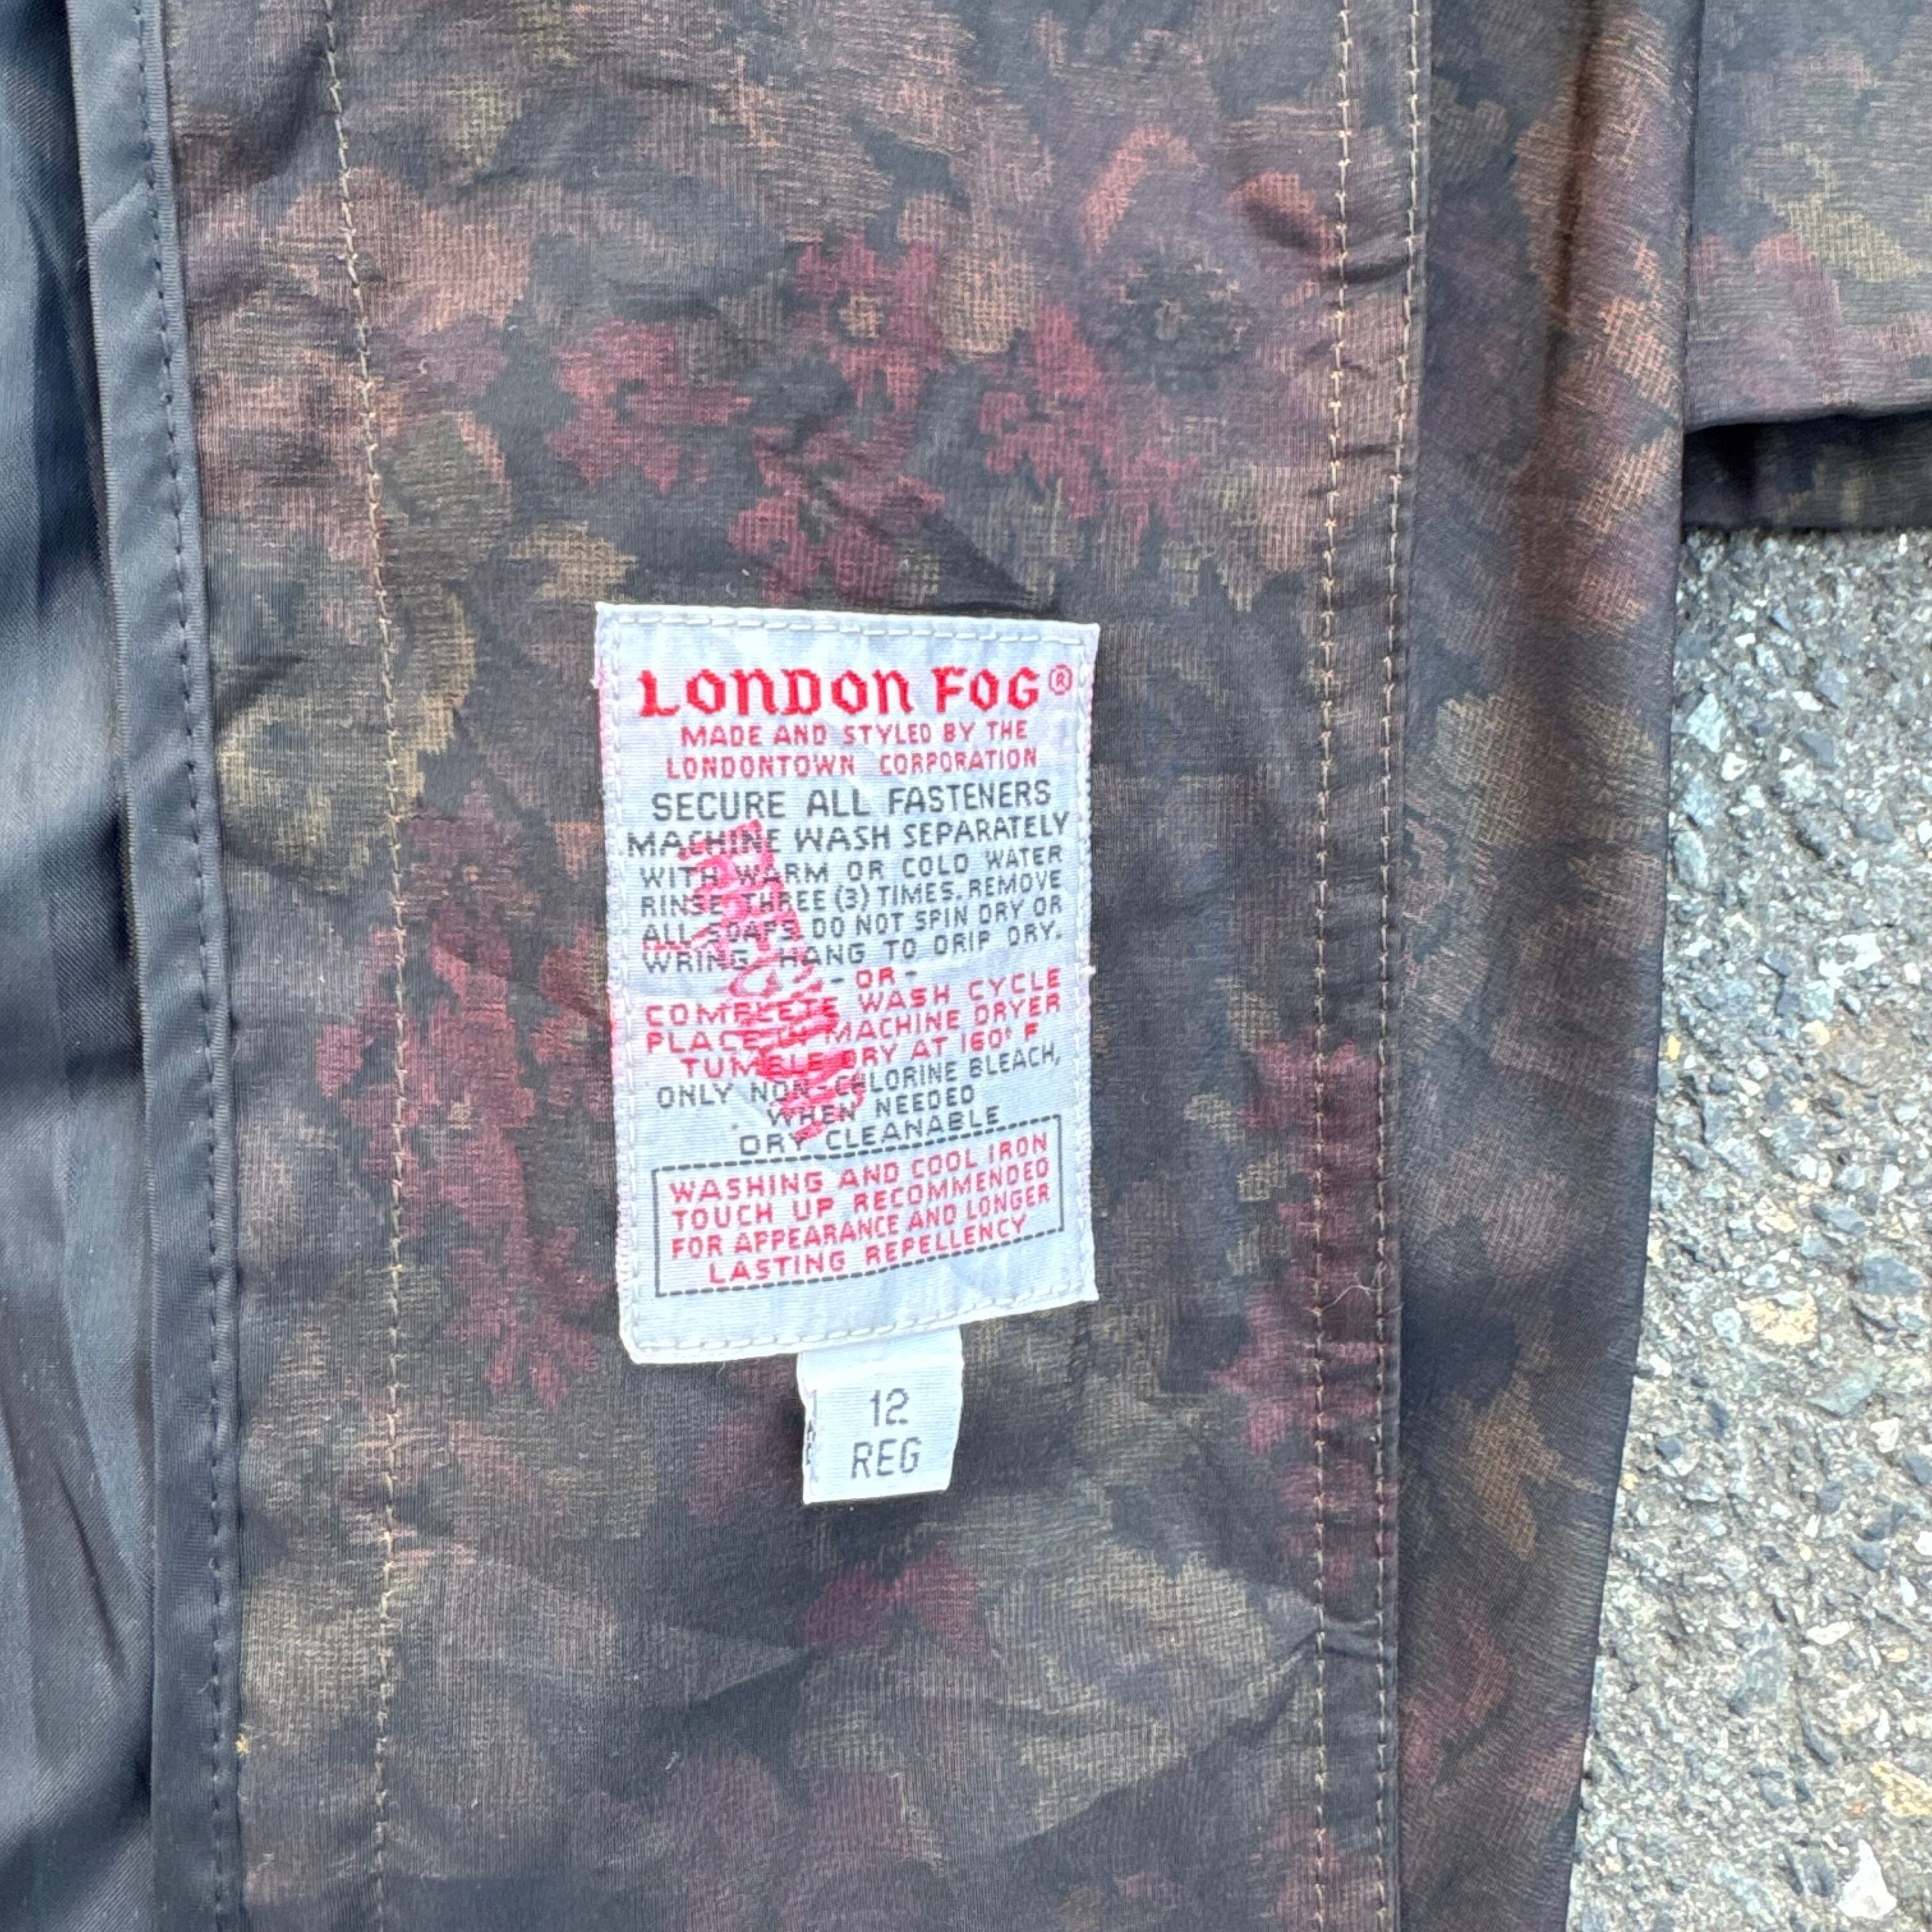 LONDON FOG®
MADE AND STYLED BY THE
LONDONTOWN CORPORATION
SECURE ALL FASTENERS
MACHINE WASH SEPARATELY
WITH WARM OR COLD WATER
RINSE THREE (3) TIMES. REMOVE
ALL SOAPS DO NOT SPIN DRY OR
WRING, HANG TO DRIP DRY.
- OR -
COMPLETE WASH CYCLE
PLACE IN MACHINE DRYER
TUMBLE DRY AT 160° F
ONLY NON-CHLORINE BLEACH,
WHEN NEEDED
DRY CLEANABLE
WASHING AND COOL IRON
TOUCH UP RECOMMENDED
FOR APPEARANCE AND LONGER
LASTING REPELLENCY
12
REG